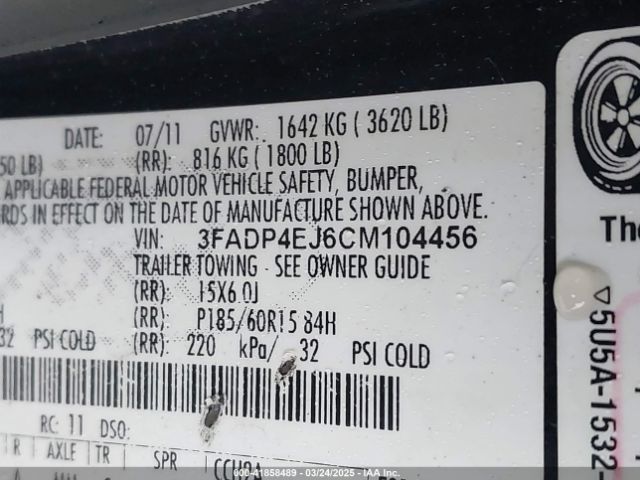 DATE: 07/11 GVWR: 1642 KG ( 3620 LB)
50 LB) (RR): 816 KG ( 1800 LB)
APPLICABLE FEDERAL MOTOR VEHICLE SAFETY, BUMPER,
RDS IN EFFECT ON THE DATE OF MANUFACTURE SHOWN ABOVE.
VIN: 3FADP4EJ6CM104456
TRAILER TOWING - SEE OWNER GUIDE
(RR): 15X6.0J
H (RR): P185/60R15 84H
32 PSI COLD (RR): 220 kPa/ 32 PSI COLD
RC: 11 DSO:
R AXLE TR SPR
The
▽5U5A-1532-
000-41858489 - 03/24/2025 - IAA Inc.